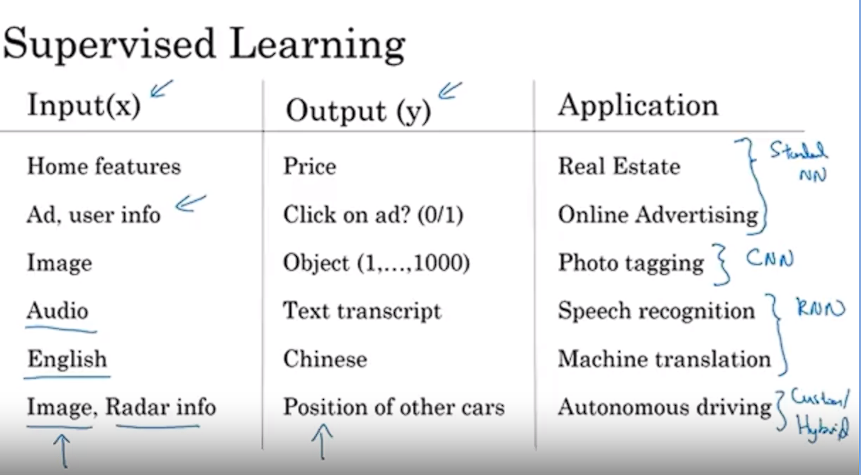 Supervised Learning
Input(x) Output (y) Application
Home features Price Real Estate
Standard NN
Ad, user info Click on ad? (0/1) Online Advertising
Image Object (1,...,1000) Photo tagging CNN
Audio Text transcript Speech recognition RNN
English Chinese Machine translation
Image, Radar info Position of other cars Autonomous driving Custom/
Hybrid